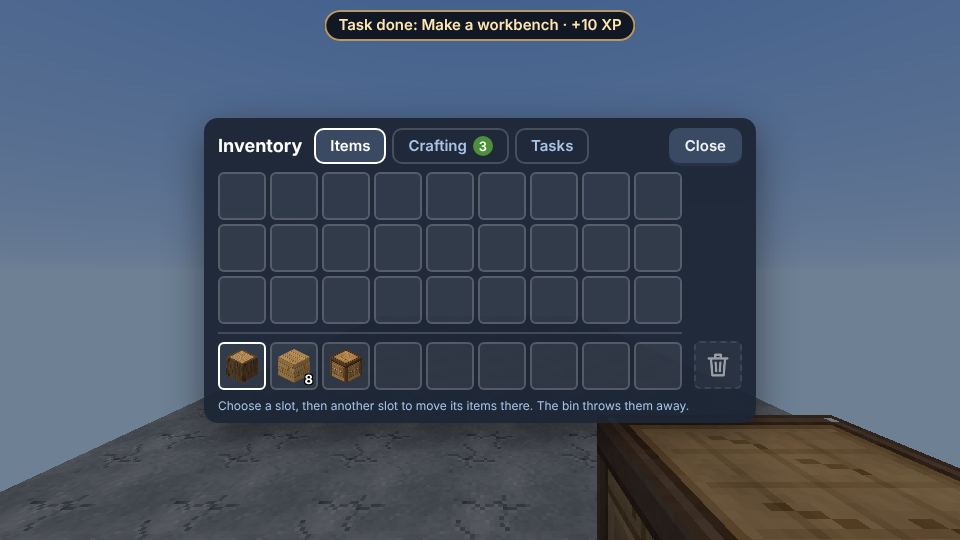 Task done: Make a workbench · +10 XP
Inventory Items Crafting 3 Tasks Close
8
Choose a slot, then another slot to move its items there. The bin throws them away.